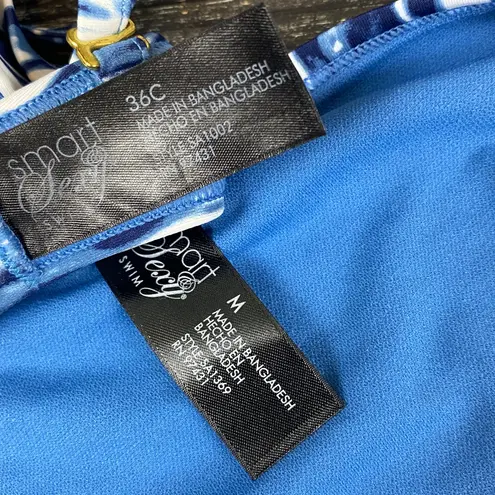 smart
Sexy®
SWIM
36C
MADE IN BANGLADESH
HECHO EN BANGLADESH
STYLE SA1002
431
smart
Sexy®
SWIM
M
MADE IN BANGLADESH
HECHO EN
BANGLADESH
STYLE SA1369
RN 97431